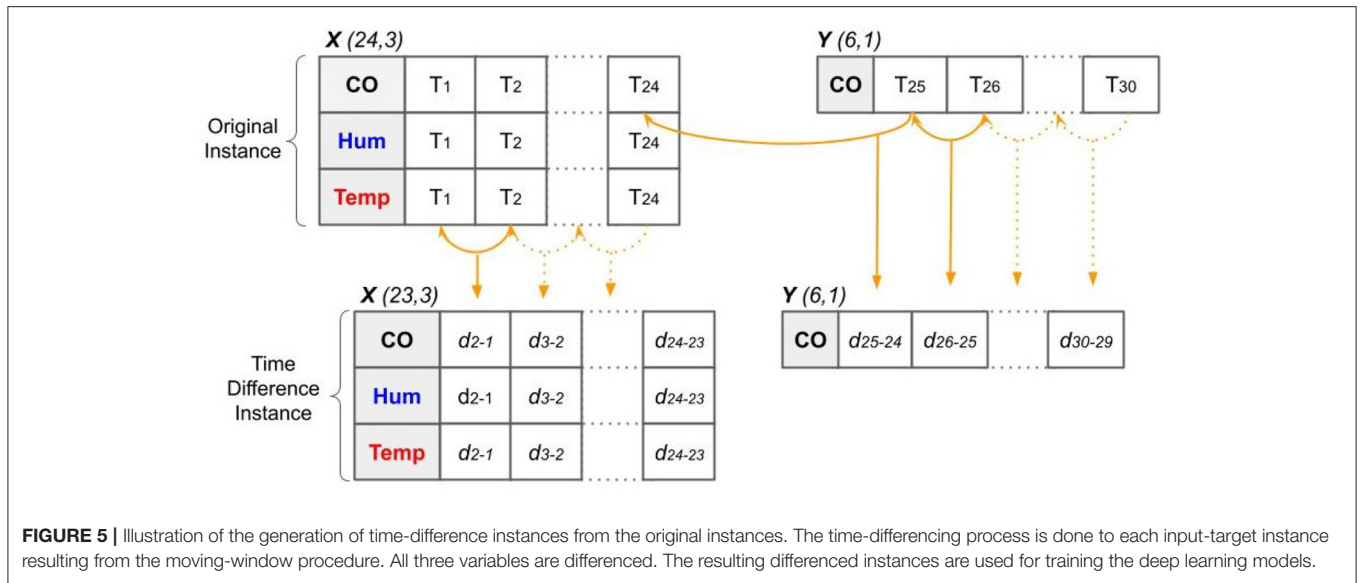 X (24,3)
CO T1 T2 T24
Hum T1 T2 T24
Temp T1 T2 T24
Original
Instance
Y (6,1)
CO T25 T26 T30
X (23,3)
CO d2-1 d3-2 d24-23
Hum d2-1 d3-2 d24-23
Temp d2-1 d3-2 d24-23
Time
Difference
Instance
Y (6,1)
CO d25-24 d26-25 d30-29
FIGURE 5 | Illustration of the generation of time-difference instances from the original instances. The time-differencing process is done to each input-target instance
resulting from the moving-window procedure. All three variables are differenced. The resulting differenced instances are used for training the deep learning models.